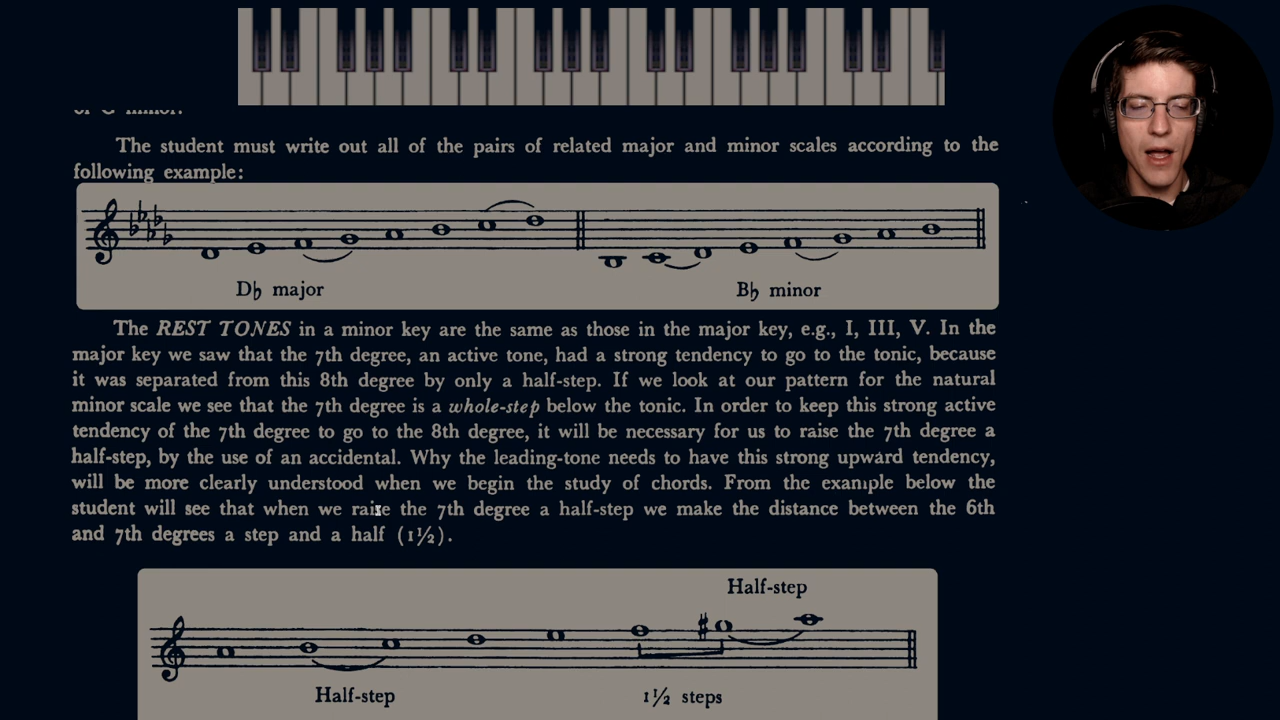 or G minor.
The student must write out all of the pairs of related major and minor scales according to the
following example:
D♭ major
B♭ minor
The REST TONES in a minor key are the same as those in the major key, e.g., I, III, V. In the
major key we saw that the 7th degree, an active tone, had a strong tendency to go to the tonic, because
it was separated from this 8th degree by only a half-step. If we look at our pattern for the natural
minor scale we see that the 7th degree is a whole-step below the tonic. In order to keep this strong active
tendency of the 7th degree to go to the 8th degree, it will be necessary for us to raise the 7th degree a
half-step, by the use of an accidental. Why the leading-tone needs to have this strong upward tendency,
will be more clearly understood when we begin the study of chords. From the example below the
student will see that when we raise the 7th degree a half-step we make the distance between the 6th
and 7th degrees a step and a half (1½).
Half-step
Half-step
1½ steps